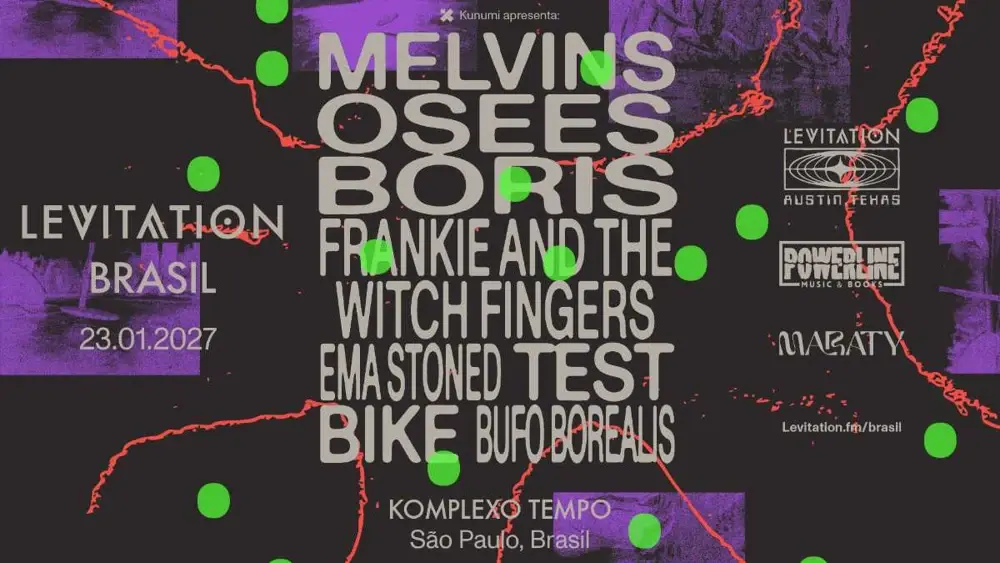 Kunumi apresenta:
MELVINS
OSEES
BORIS
FRANKIE AND THE
WITCH FINGERS
EMA STONED TEST
BIKE BUFO BOREALIS
LEVITATION
BRASIL
23.01.2027
LEVITATION
AUSTIN TEXAS
POWERLINE
MUSIC & BOOKS
MARATY
Levitation.fm/brasil
KOMPLEXO TEMPO
São Paulo, Brasil